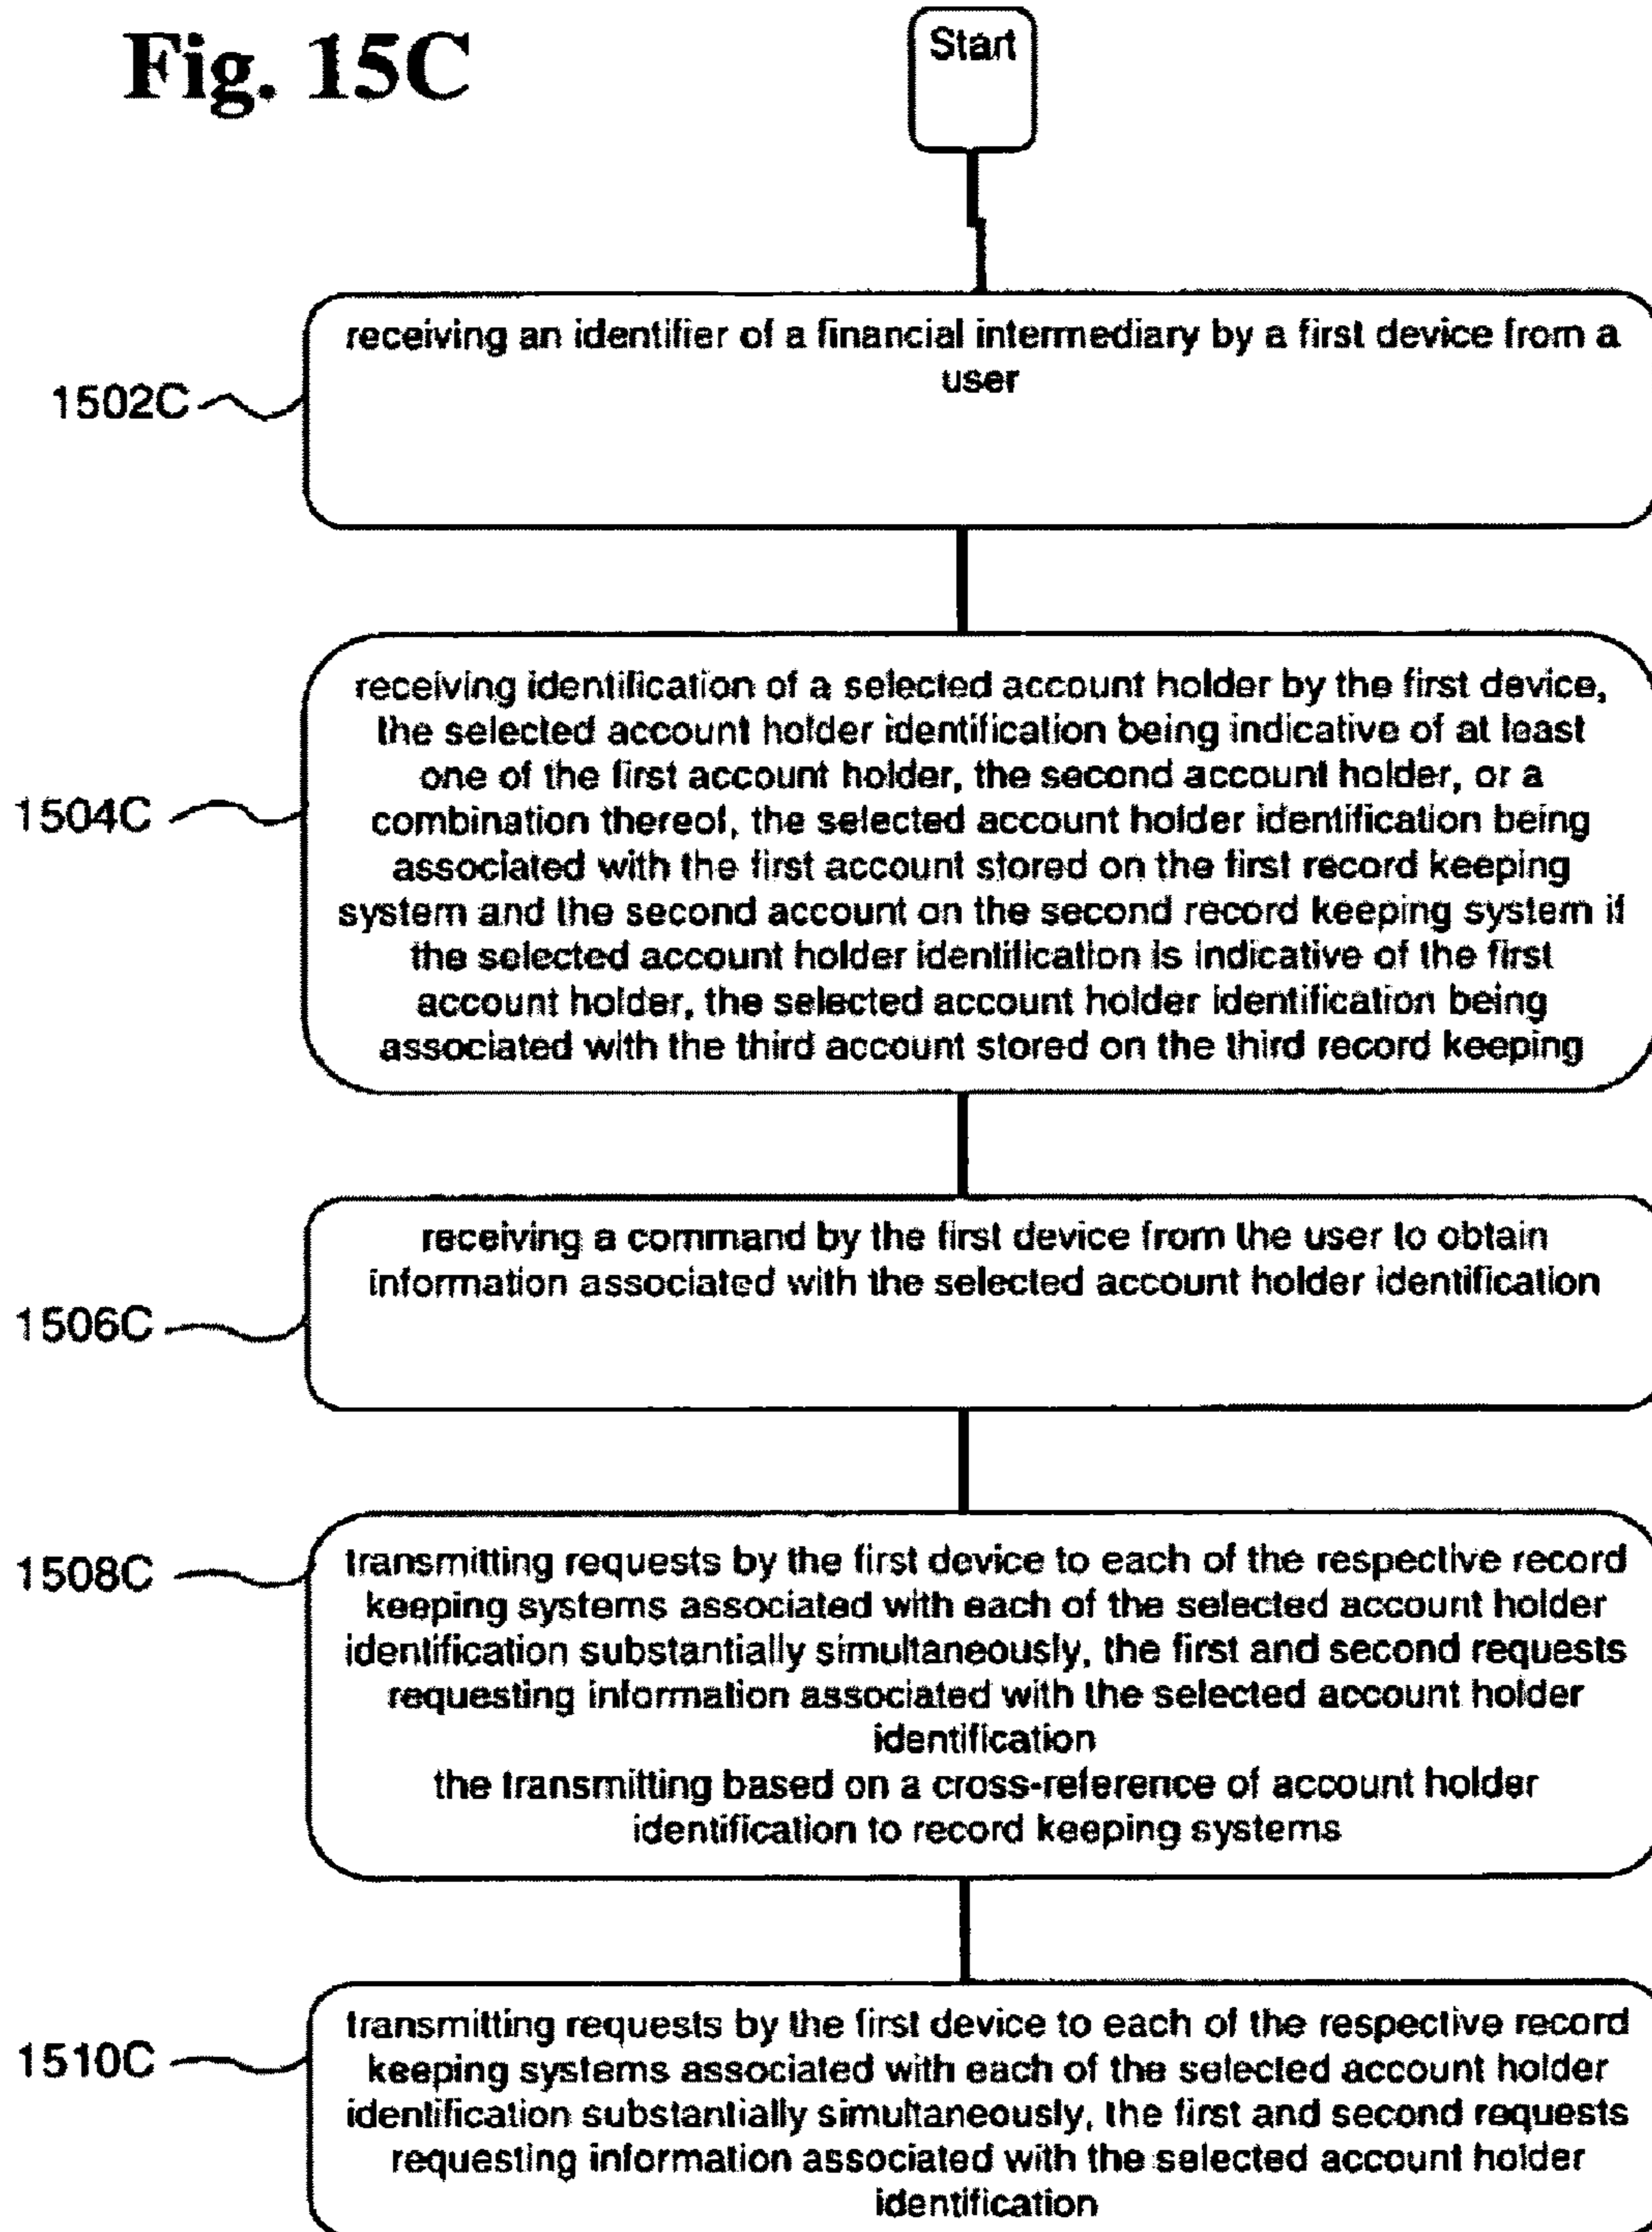 Fig. 15C
Start
receiving an identifier of a financial intermediary by a first device from a
user
1502C
receiving identification of a selected account holder by the first device,
the selected account holder identification being indicative of at least
one of the first account holder, the second account holder, or a
combination thereof, the selected account holder identification being
associated with the first account stored on the first record keeping
system and the second account on the second record keeping system if
the selected account holder identification is indicative of the first
account holder, the selected account holder identification being
associated with the third account stored on the third record keeping
1504C
receiving a command by the first device from the user to obtain
information associated with the selected account holder identification
1506C
transmitting requests by the first device to each of the respective record
keeping systems associated with each of the selected account holder
identification substantially simultaneously, the first and second requests
requesting information associated with the selected account holder
identification
the transmitting based on a cross-reference of account holder
identification to record keeping systems
1508C
transmitting requests by the first device to each of the respective record
keeping systems associated with each of the selected account holder
identification substantially simultaneously, the first and second requests
requesting information associated with the selected account holder
identification
1510C